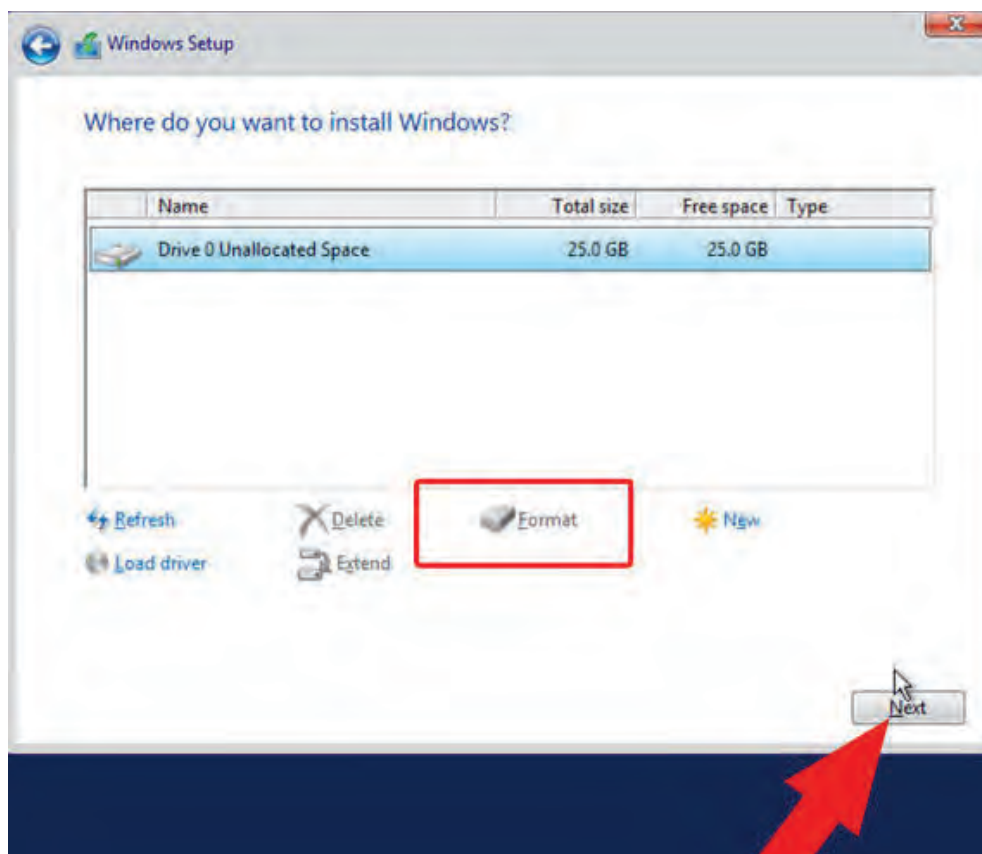 Windows Setup
Where do you want to install Windows?
Name Total size Free space Type
Drive 0 Unallocated Space 25.0 GB 25.0 GB
Refresh Delete Format New
Load driver Extend
Next